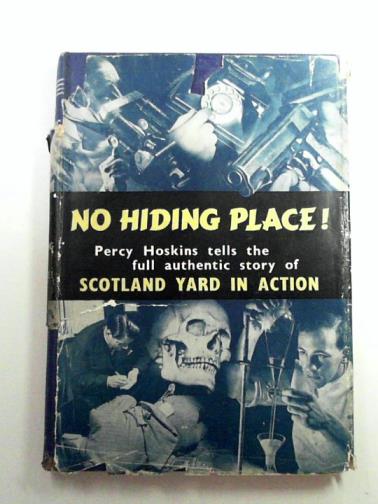 NO HIDING PLACE!
Percy Hoskins tells the
full authentic story of
SCOTLAND YARD IN ACTION